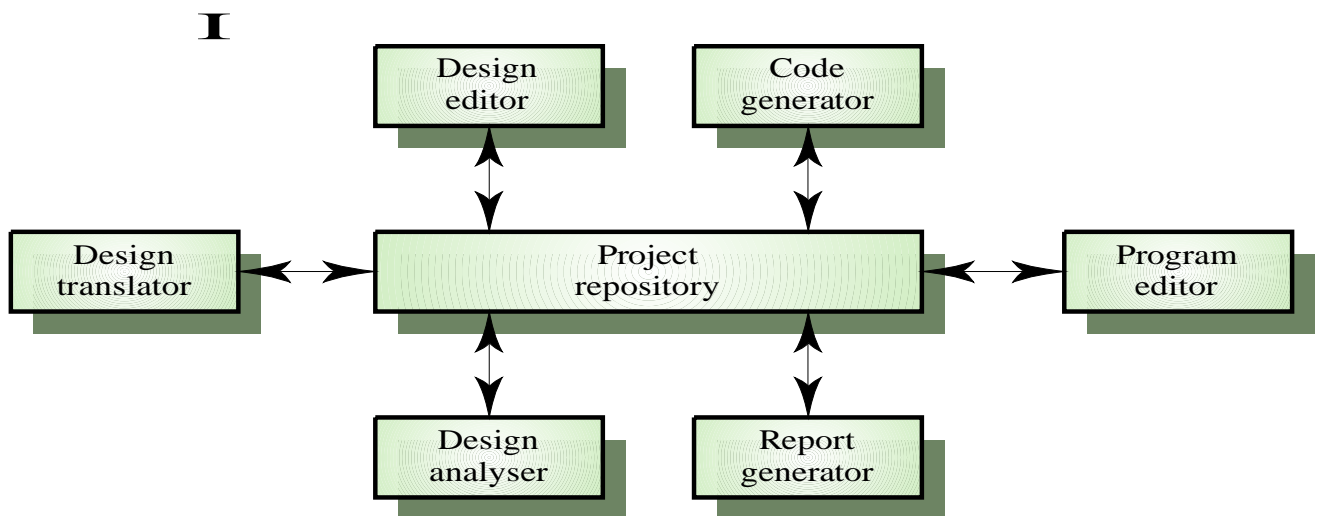 I
Design
editor
Code
generator
Design
translator
Project
repository
Program
editor
Design
analyser
Report
generator